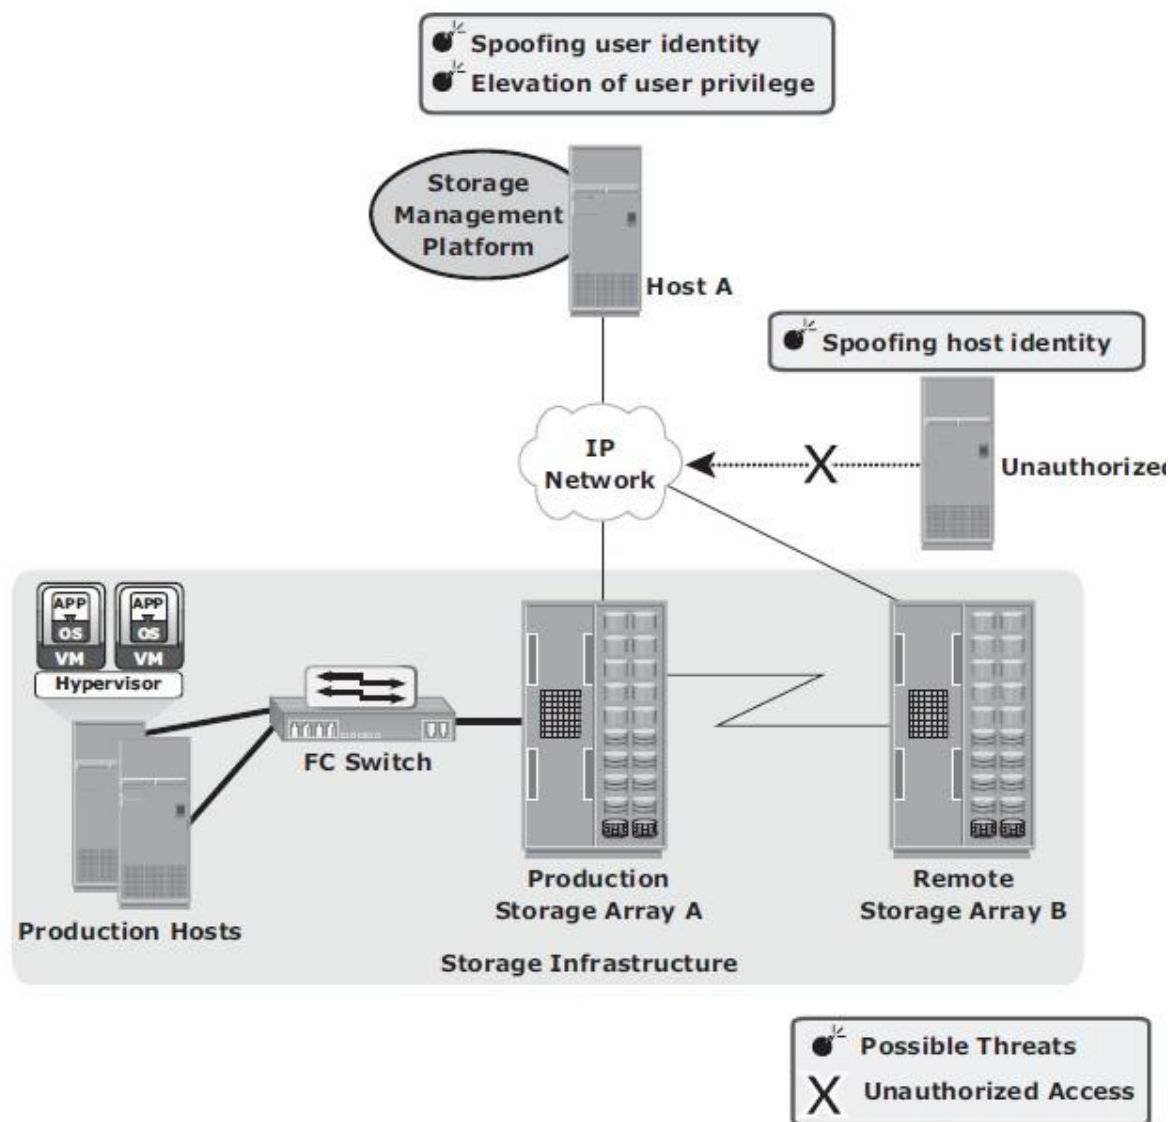 Spoofing user identity
Elevation of user privilege
Storage
Management
Platform
Host A
Spoofing host identity
IP
Network
Unauthorized
APP
OS
VM
APP
OS
VM
Hypervisor
FC Switch
Production Hosts
Production
Storage Array A
Remote
Storage Array B
Storage Infrastructure
Possible Threats
X Unauthorized Access